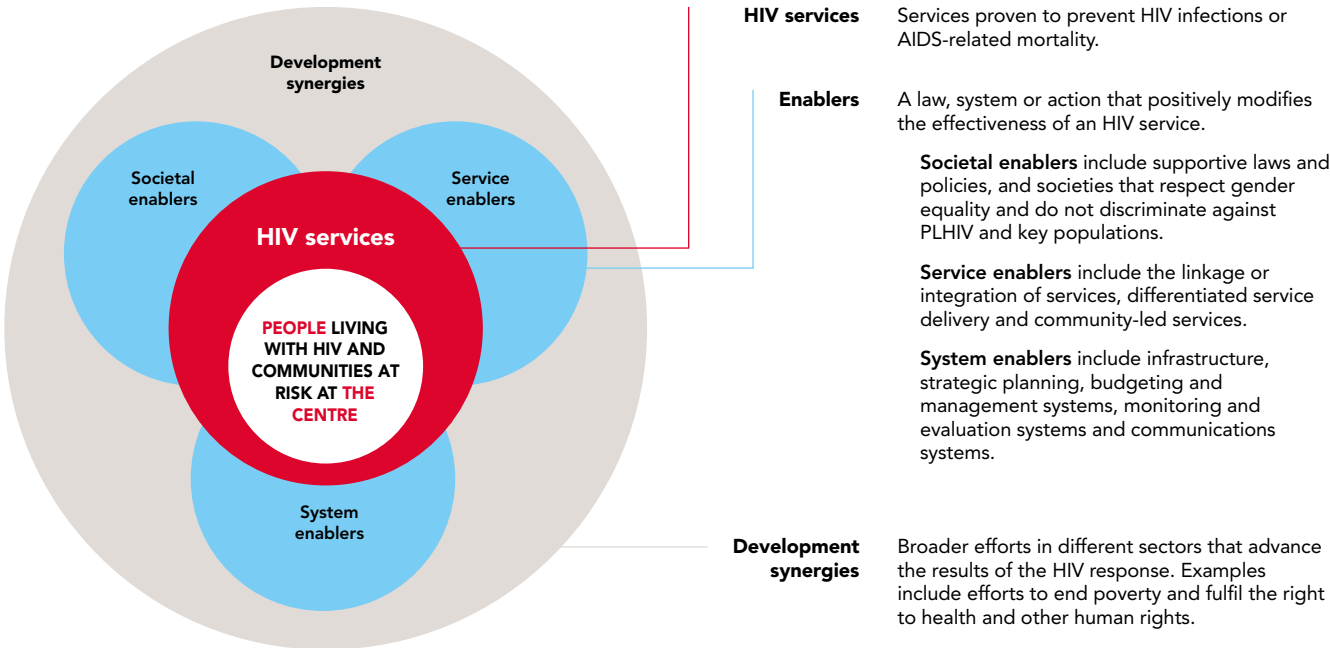 Development
synergies
Societal
enablers
Service
enablers
HIV services
PEOPLE LIVING
WITH HIV AND
COMMUNITIES AT
RISK AT THE
CENTRE
System
enablers
HIV services
Services proven to prevent HIV infections or
AIDS-related mortality.
Enablers
A law, system or action that positively modifies
the effectiveness of an HIV service.
Societal enablers include supportive laws and
policies, and societies that respect gender
equality and do not discriminate against
PLHIV and key populations.
Service enablers include the linkage or
integration of services, differentiated service
delivery and community-led services.
System enablers include infrastructure,
strategic planning, budgeting and
management systems, monitoring and
evaluation systems and communications
systems.
Development
synergies
Broader efforts in different sectors that advance
the results of the HIV response. Examples
include efforts to end poverty and fulfil the right
to health and other human rights.